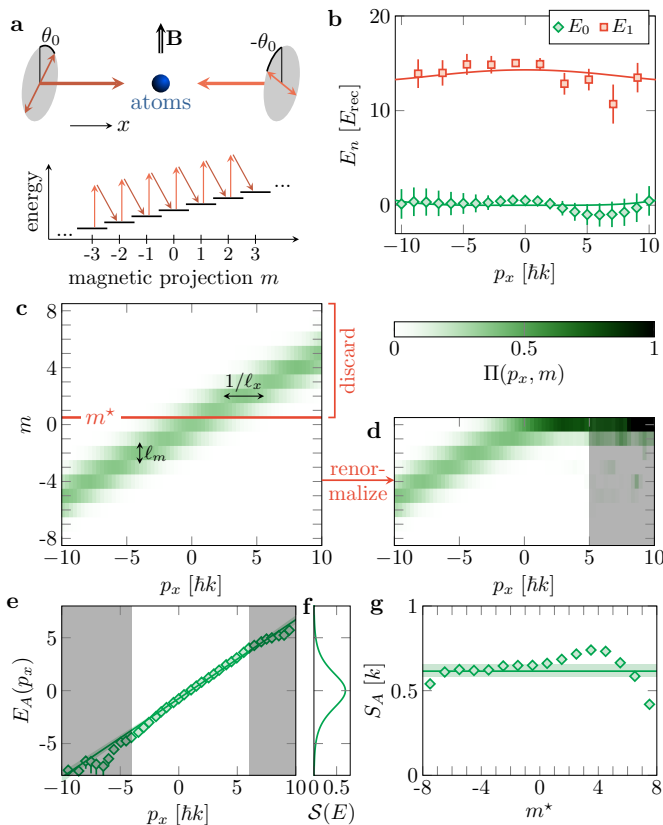 a
θ0
B
-θ0
atoms
x
energy
...
...
-3 -2 -1 0 1 2 3
magnetic projection m
b
E0 E1
20
10
0
En [Erec]
−10 −5 0 5 10
px [ħk]
c
8
4
0
-4
-8
m
1/ℓx
m⋆
ℓm
discard
−10 −5 0 5 10
px [ħk]
0 0.5 1
Π(px, m)
d
renor-
malize
−10 −5 0 5 10
px [ħk]
e
5
0
-5
EA(px)
−10 −5 0 5 10
px [ħk]
f
0 0.5
S(E)
g
1
0.5
0
SA [k]
-8 -4 0 4 8
m⋆